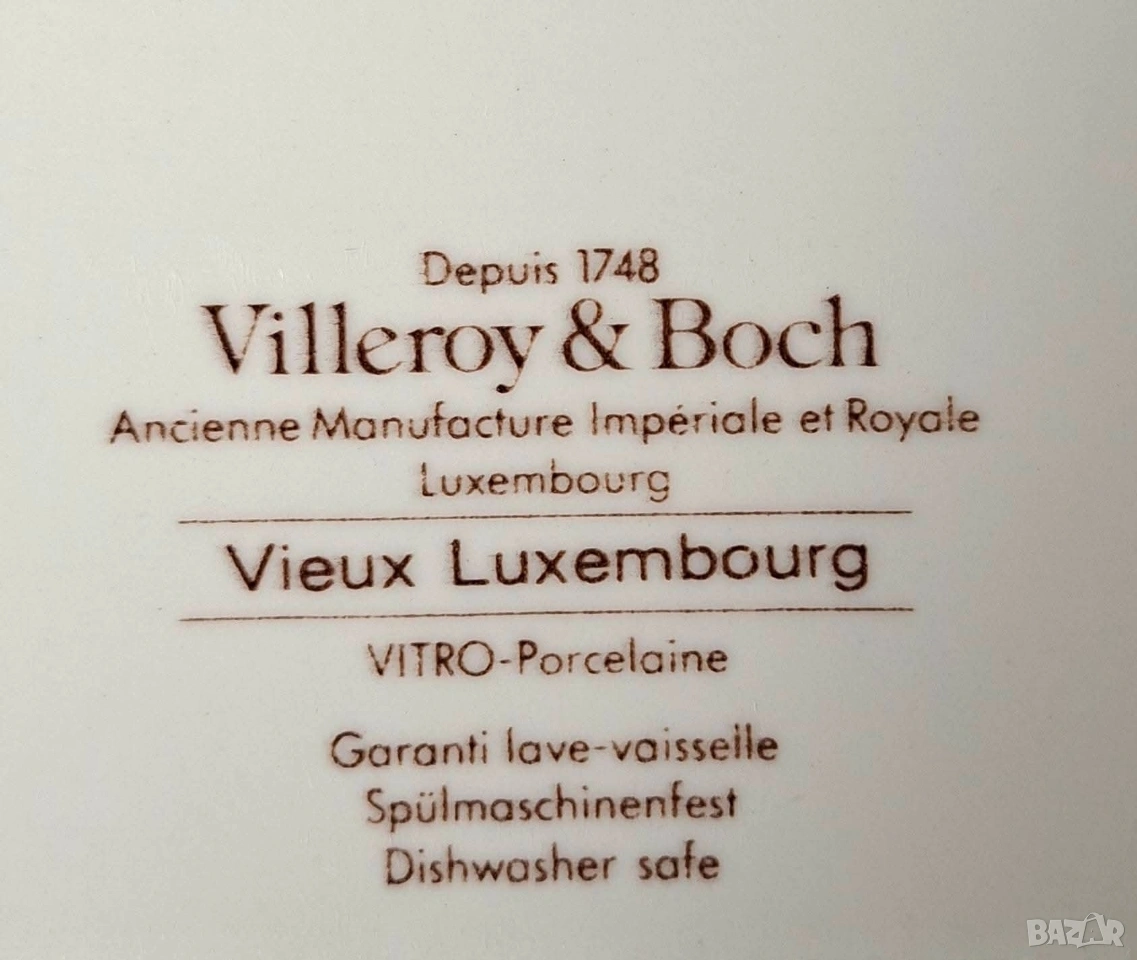 Depuis 1748
Villeroy & Boch
Ancienne Manufacture Impériale et Royale
Luxembourg
Vieux Luxembourg
VITRO-Porcelaine
Garanti lave-vaisselle
Spülmaschinenfest
Dishwasher safe
BAZAR